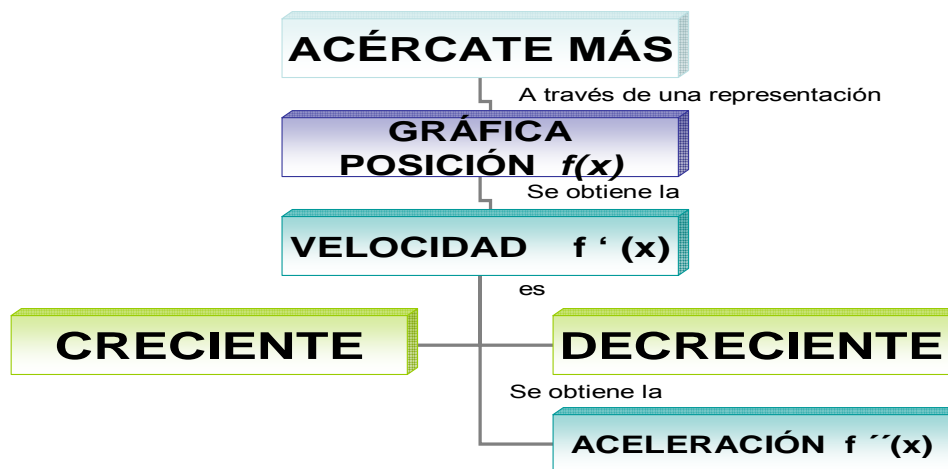 ACÉRCATE MÁS
A través de una representación
GRÁFICA
POSICIÓN f(x)
Se obtiene la
VELOCIDAD f ‘ (x)
es
CRECIENTE
DECRECIENTE
Se obtiene la
ACELERACIÓN f ´´(x)